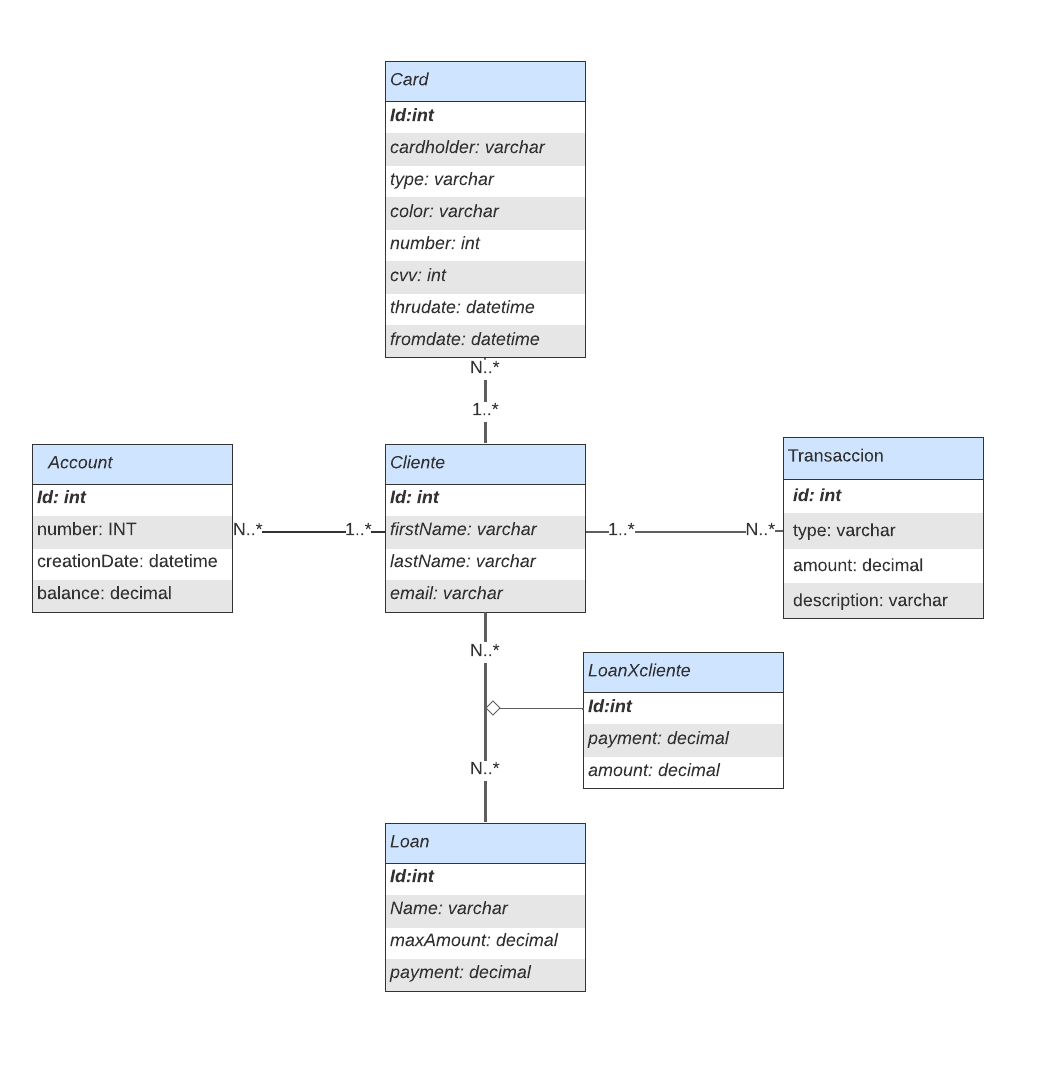 Card
Id:int
cardholder: varchar
type: varchar
color: varchar
number: int
cvv: int
thrudate: datetime
fromdate: datetime
N..*
1..*
Account
Id: int
number: INT
creationDate: datetime
balance: decimal
N..*
1..*
Cliente
Id: int
firstName: varchar
lastName: varchar
email: varchar
1..*
N..*
Transaccion
id: int
type: varchar
amount: decimal
description: varchar
N..*
LoanXcliente
Id:int
payment: decimal
amount: decimal
N..*
Loan
Id:int
Name: varchar
maxAmount: decimal
payment: decimal